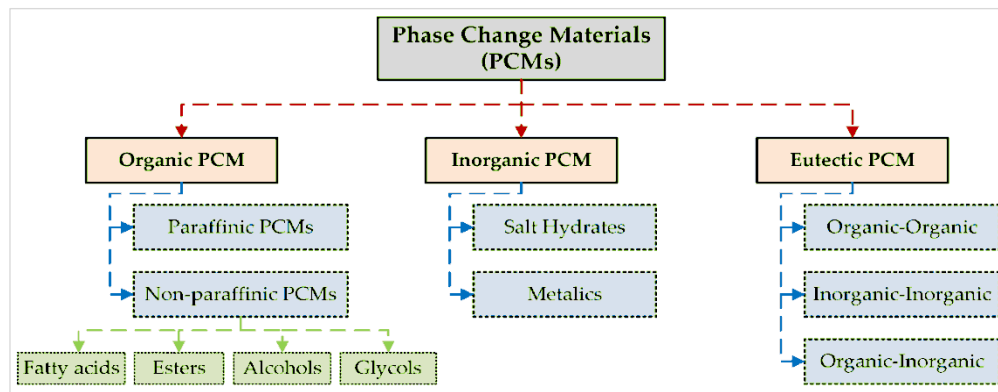 Phase Change Materials
(PCMs)
Organic PCM
Inorganic PCM
Eutectic PCM
Paraffinic PCMs
Salt Hydrates
Organic-Organic
Non-paraffinic PCMs
Metalics
Inorganic-Inorganic
Fatty acids
Esters
Alcohols
Glycols
Organic-Inorganic